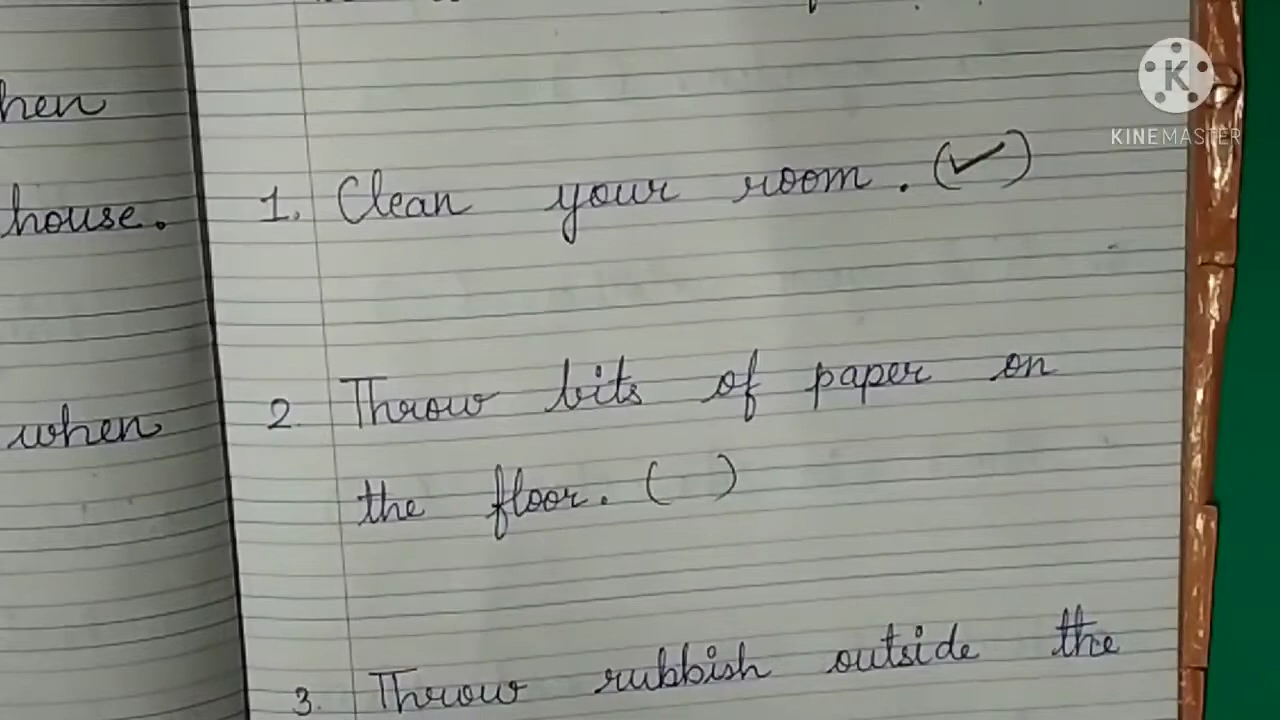 hen
house.
when
1. Clean your room. (✓)
2. Throw bits of paper on
the floor. ( )
3. Throw rubbish outside the
K
KINEMASTER